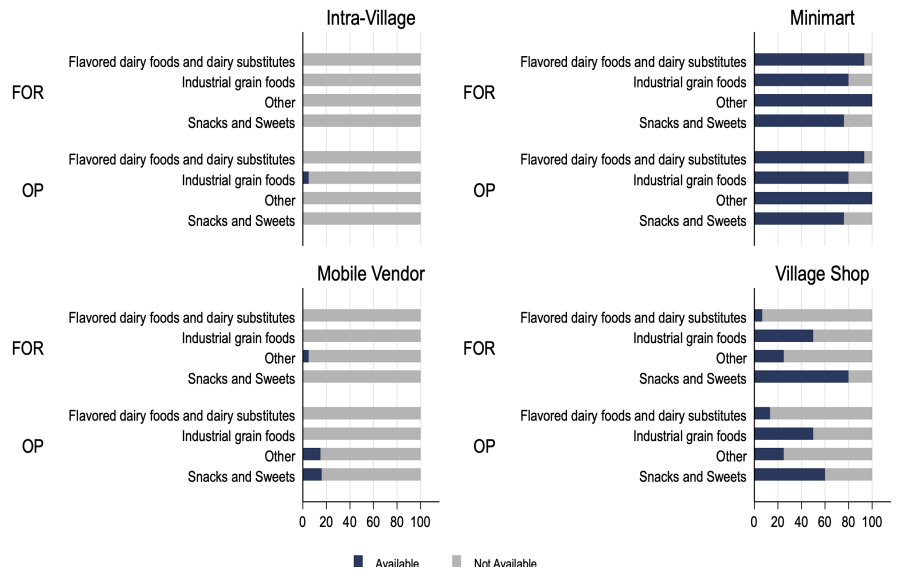 Intra-Village
FOR
Flavored dairy foods and dairy substitutes
Industrial grain foods
Other
Snacks and Sweets
OP
Flavored dairy foods and dairy substitutes
Industrial grain foods
Other
Snacks and Sweets
Minimart
FOR
Flavored dairy foods and dairy substitutes
Industrial grain foods
Other
Snacks and Sweets
OP
Flavored dairy foods and dairy substitutes
Industrial grain foods
Other
Snacks and Sweets
Mobile Vendor
FOR
Flavored dairy foods and dairy substitutes
Industrial grain foods
Other
Snacks and Sweets
OP
Flavored dairy foods and dairy substitutes
Industrial grain foods
Other
Snacks and Sweets
0 20 40 60 80 100
Village Shop
FOR
Flavored dairy foods and dairy substitutes
Industrial grain foods
Other
Snacks and Sweets
OP
Flavored dairy foods and dairy substitutes
Industrial grain foods
Other
Snacks and Sweets
0 20 40 60 80 100
Available Not Available